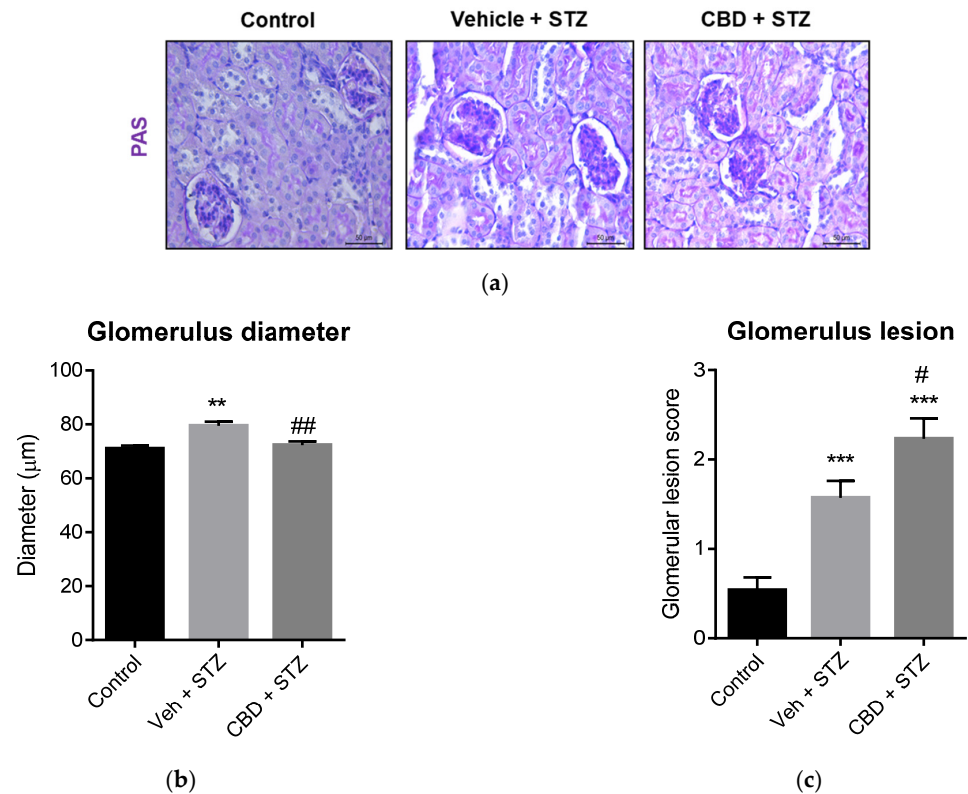 Control Vehicle + STZ CBD + STZ
PAS
50 µm 50 µm 50 µm
(a)
Glomerulus diameter
Diameter (µm)
100
80
60
40
20
0
**
##
Control
Veh + STZ
CBD + STZ
(b)
Glomerulus lesion
Glomerular lesion score
3
2
1
0
***
#
***
Control
Veh + STZ
CBD + STZ
(c)